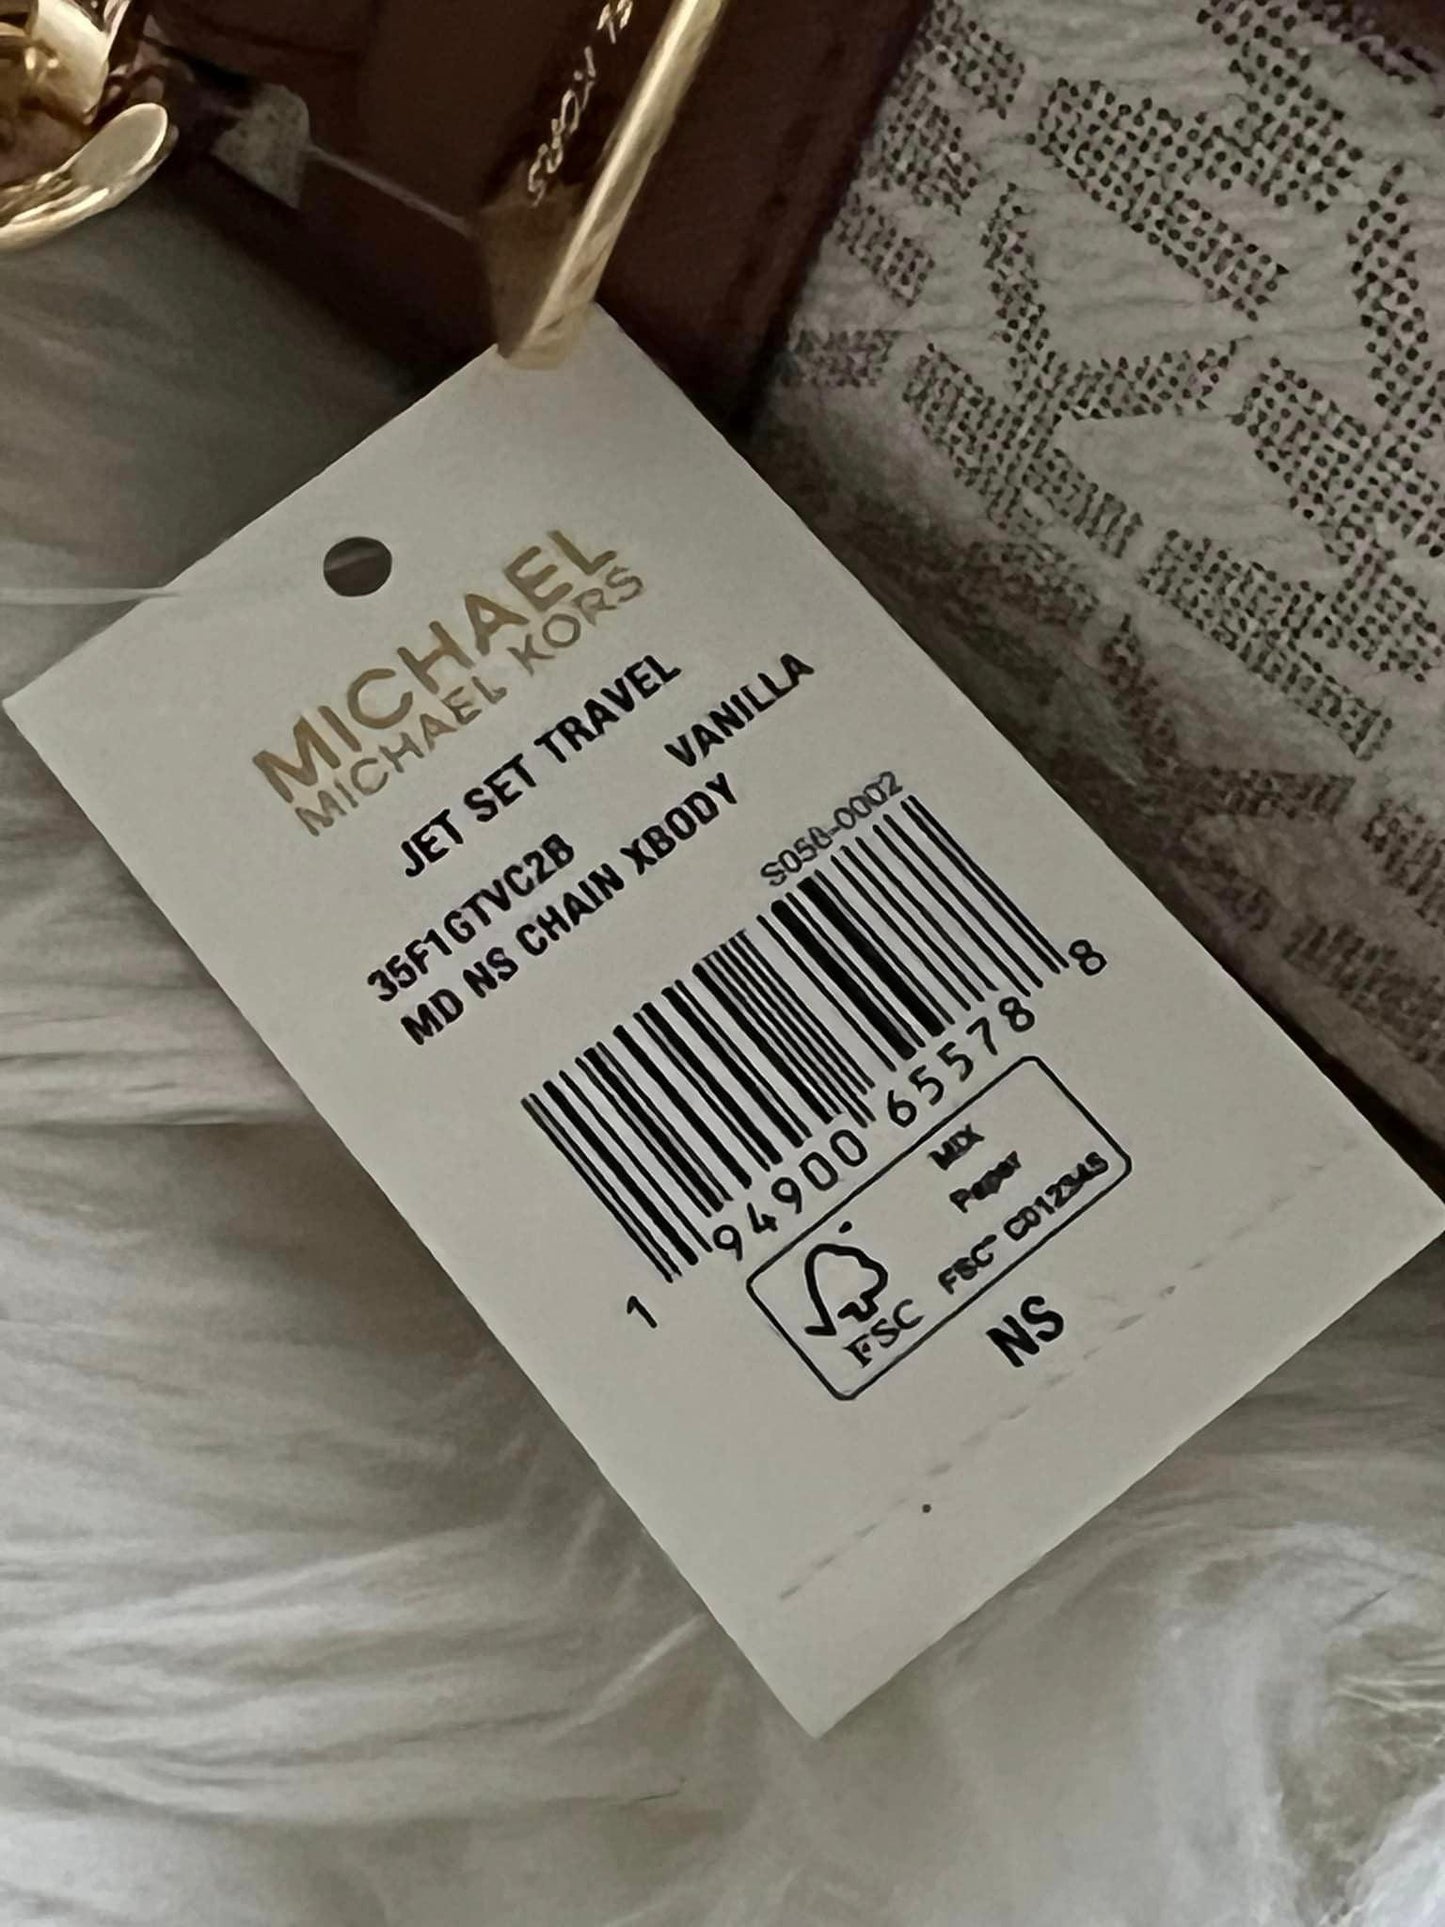 MICHAEL
MICHAEL KORS
JET SET TRAVEL
35F1GTVC2B VANILLA
MD NS CHAIN XBODY
S058-0002
1 94900 65578 8
MIX
Paper
FSC™ C012345
FSC
NS